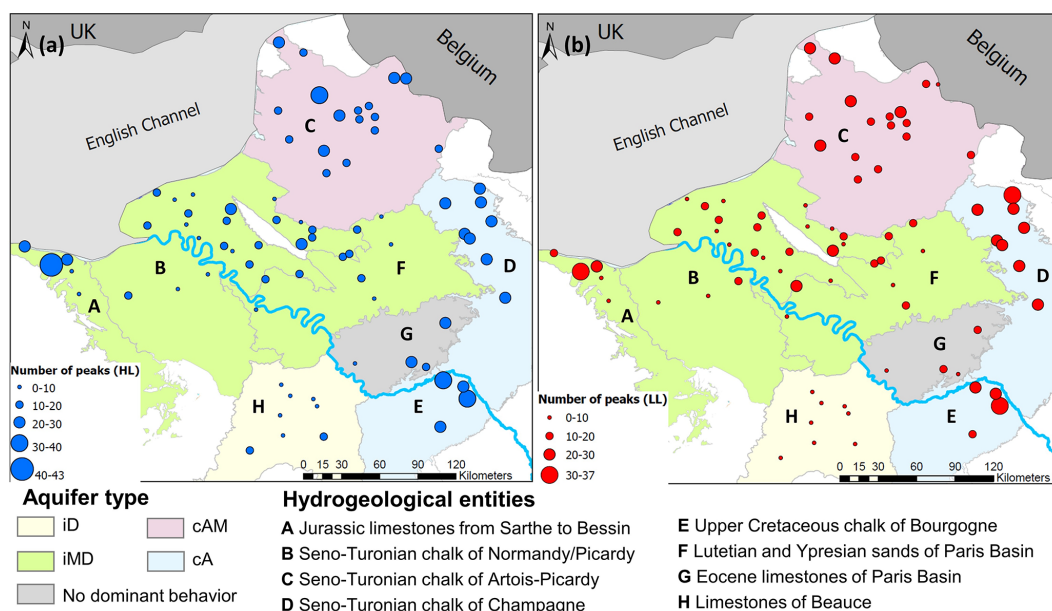 N
(a)
UK
Belgium
English Channel
C
B
F
D
A
G
E
H
Number of peaks (HL)
0-10
10-20
20-30
30-40
40-43
0 15 30 60 90 120
Kilometers
N
(b)
UK
Belgium
English Channel
C
B
F
D
A
G
E
H
Number of peaks (LL)
0-10
10-20
20-30
30-37
0 15 30 60 90 120
Kilometers
Aquifer type
iD
cAM
iMD
cA
No dominant behavior
Hydrogeological entities
A Jurassic limestones from Sarthe to Bessin
B Seno-Turonian chalk of Normandy/Picardy
C Seno-Turonian chalk of Artois-Picardy
D Seno-Turonian chalk of Champagne
E Upper Cretaceous chalk of Bourgogne
F Lutetian and Ypresian sands of Paris Basin
G Eocene limestones of Paris Basin
H Limestones of Beauce